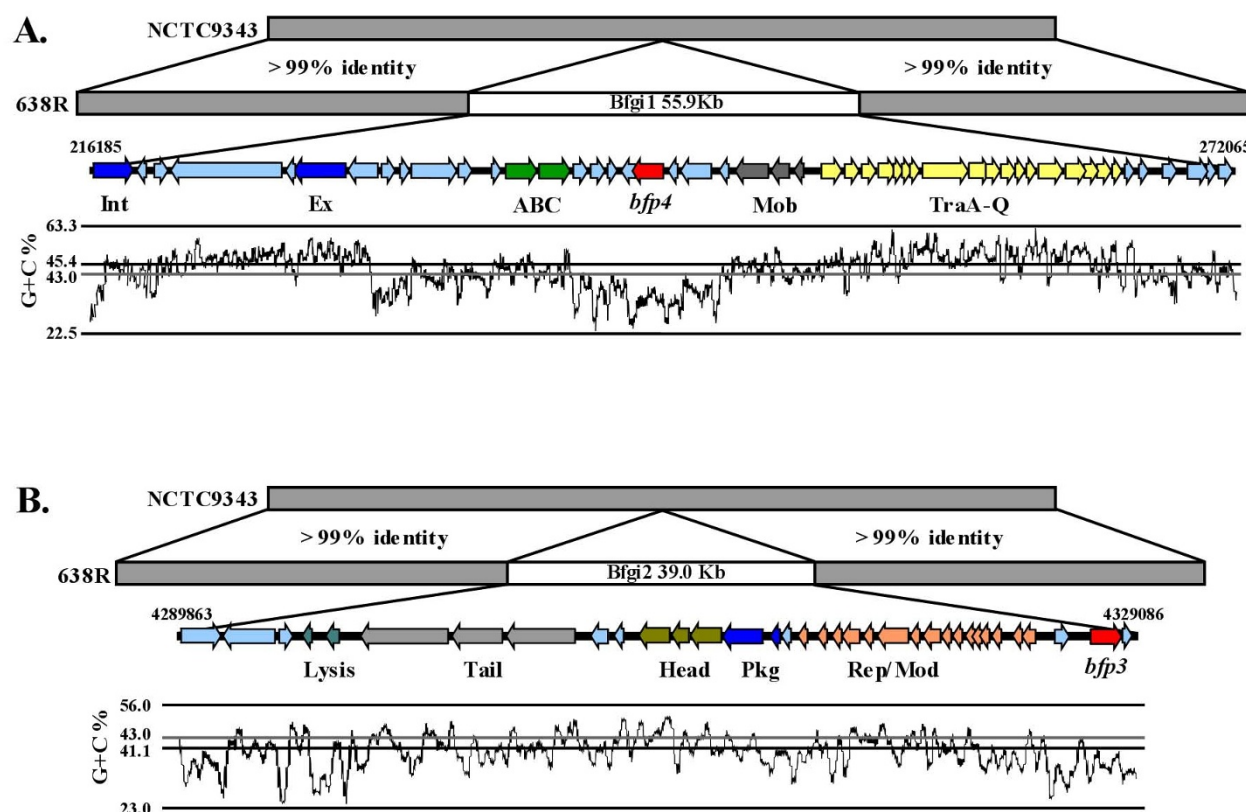 A.
NCTC9343
> 99% identity > 99% identity
638R Bfgi1 55.9Kb
216185 272065
Int Ex ABC bfp4 Mob TraA-Q
63.3
45.4
43.0
22.5
G+C %
B.
NCTC9343
> 99% identity > 99% identity
638R Bfgi2 39.0 Kb
4289863 4329086
Lysis Tail Head Pkg Rep/Mod bfp3
56.0
43.0
41.1
23.0
G+C %